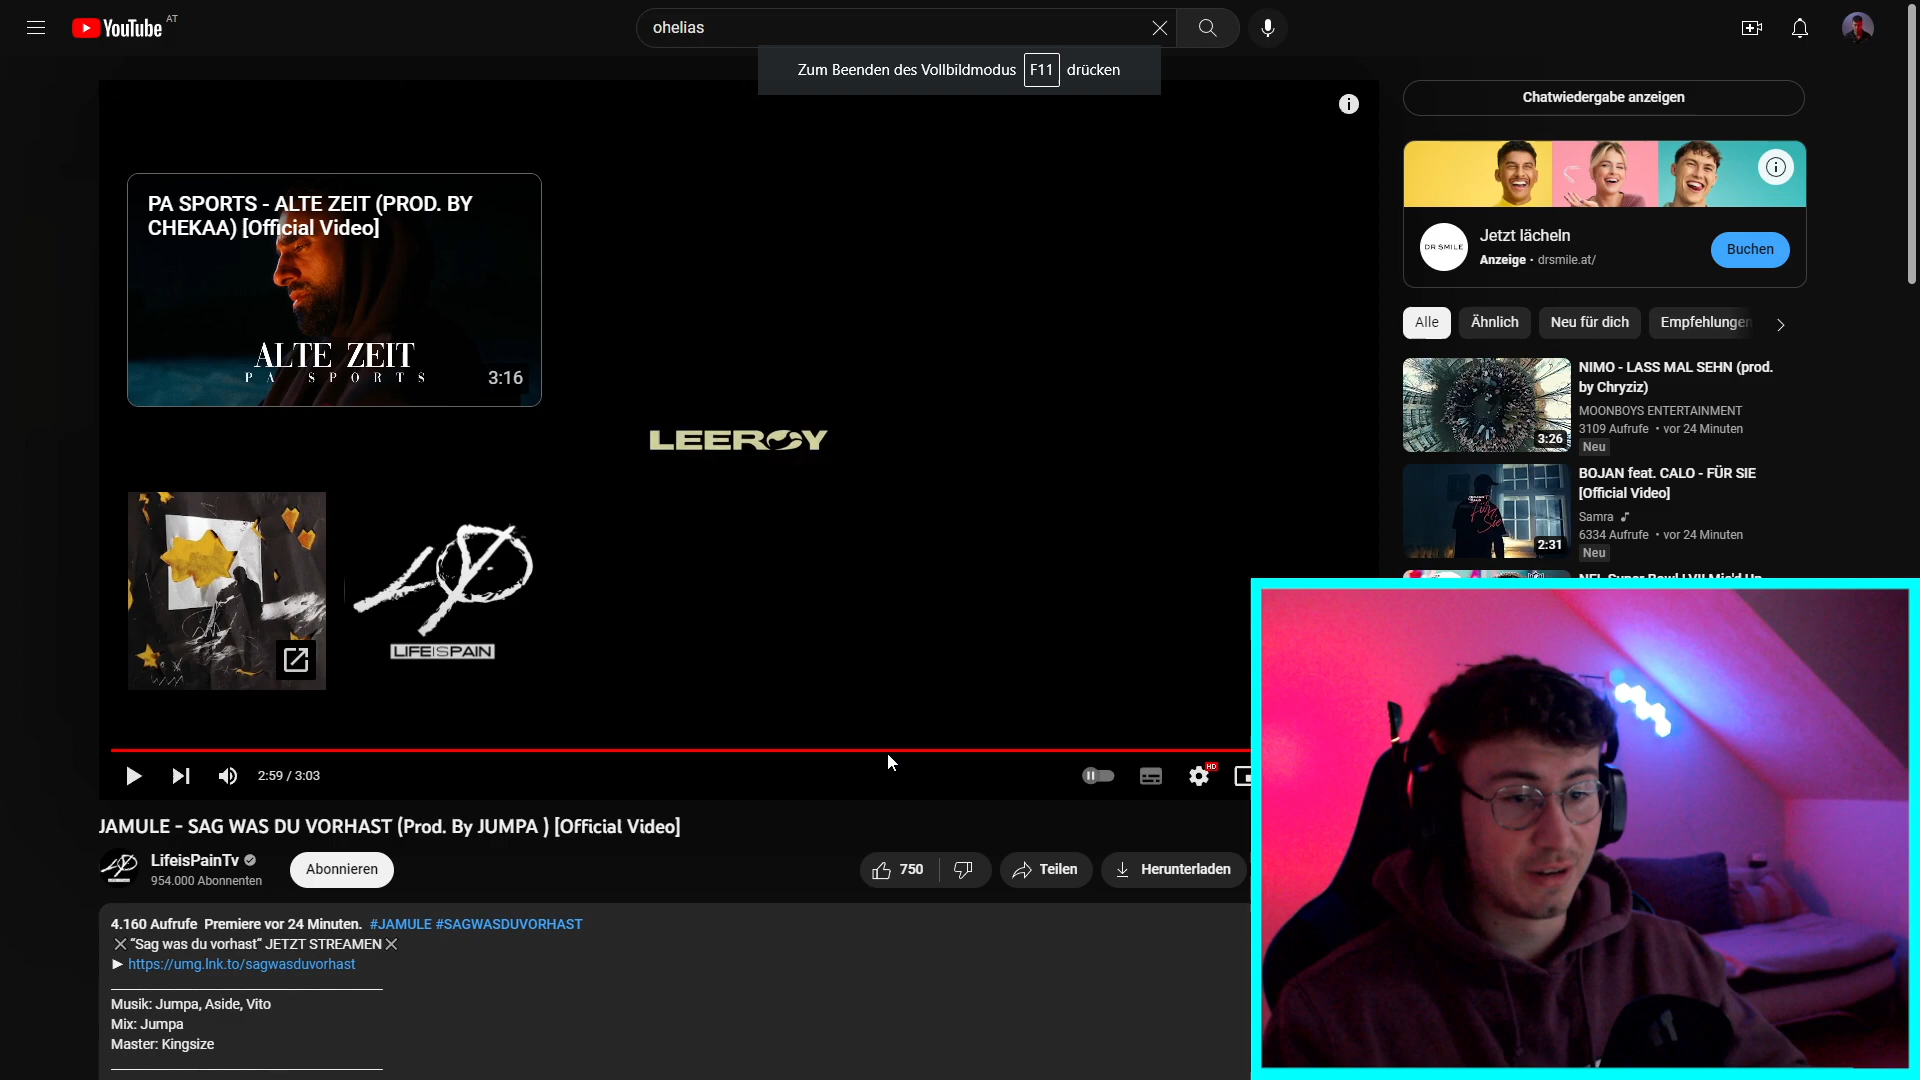 YouTube AT
ohelias
Zum Beenden des Vollbildmodus F11 drücken
PA SPORTS - ALTE ZEIT (PROD. BY
CHEKAA) [Official Video]
ALTE ZEIT
PA SPORTS
3:16
LEEROY
LIFEISPAIN
2:59 / 3:03
HD
JAMULE - SAG WAS DU VORHAST (Prod. By JUMPA ) [Official Video]
LifeisPainTv
954.000 Abonnenten
Abonnieren
750
Teilen
Herunterladen
4.160 Aufrufe Premiere vor 24 Minuten. #JAMULE #SAGWASDUVORHAST
"Sag was du vorhast" JETZT STREAMEN
https://umg.lnk.to/sagwasduvorhast
Musik: Jumpa, Aside, Vito
Mix: Jumpa
Master: Kingsize
Chatwiedergabe anzeigen
DR SMILE
Jetzt lächeln
Anzeige • drsmile.at/
Buchen
Alle
Ähnlich
Neu für dich
Empfehlungen
NIMO - LASS MAL SEHN (prod.
by Chryziz)
MOONBOYS ENTERTAINMENT
3109 Aufrufe • vor 24 Minuten
Neu
3:26
BOJAN feat. CALO - FÜR SIE
[Official Video]
Samra
6334 Aufrufe • vor 24 Minuten
Neu
2:31